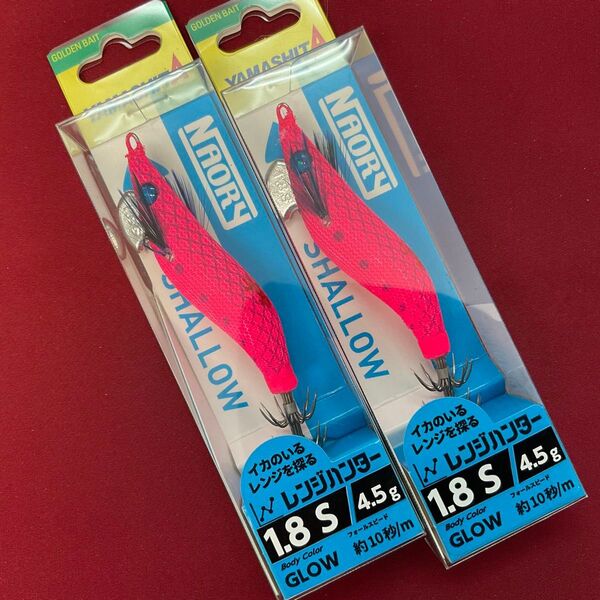 GOLDEN BAIT
YAMASHITA
NAORY
SHALLOW
イカのいる
レンジを探る
レンジハンター
1.8 S
4.5g
Body Color
GLOW
フォールスピード
約10秒/m
GOLDEN BAIT
YAMASHITA
NAORY
SHALLOW
イカのいる
レンジを探る
レンジハンター
1.8 S
4.5g
Body Color
GLOW
フォールスピード
約10秒/m